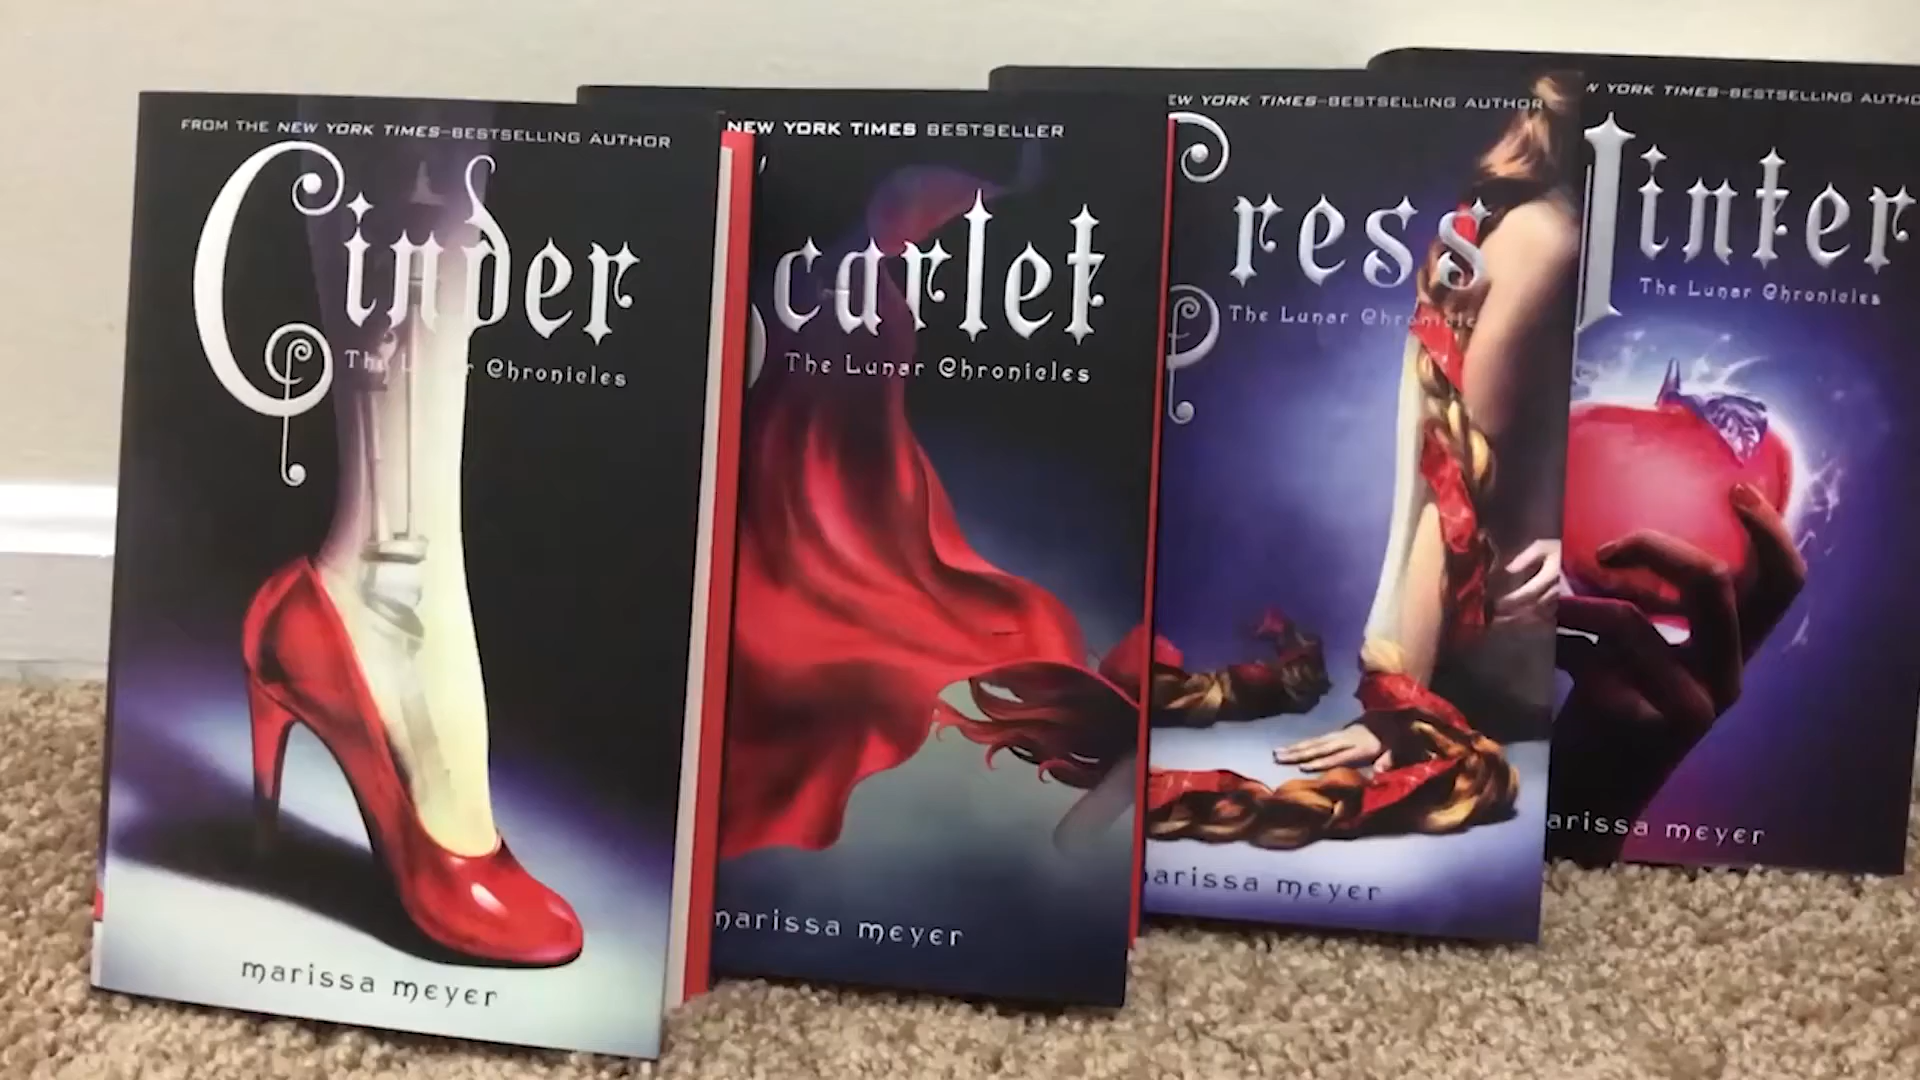 FROM THE NEW YORK TIMES–BESTSELLING AUTHOR
Cinder
The Lunar Chronicles
marissa meyer
NEW YORK TIMES BESTSELLER
carlet
The Lunar Chronicles
marissa meyer
EW YORK TIMES–BESTSELLING AUTHOR
Cress
The Lunar Chronicle
arissa meyer
W YORK TIMES–BESTSELLING AUTHO
inter
The Lunar Chronicles
arissa meyer